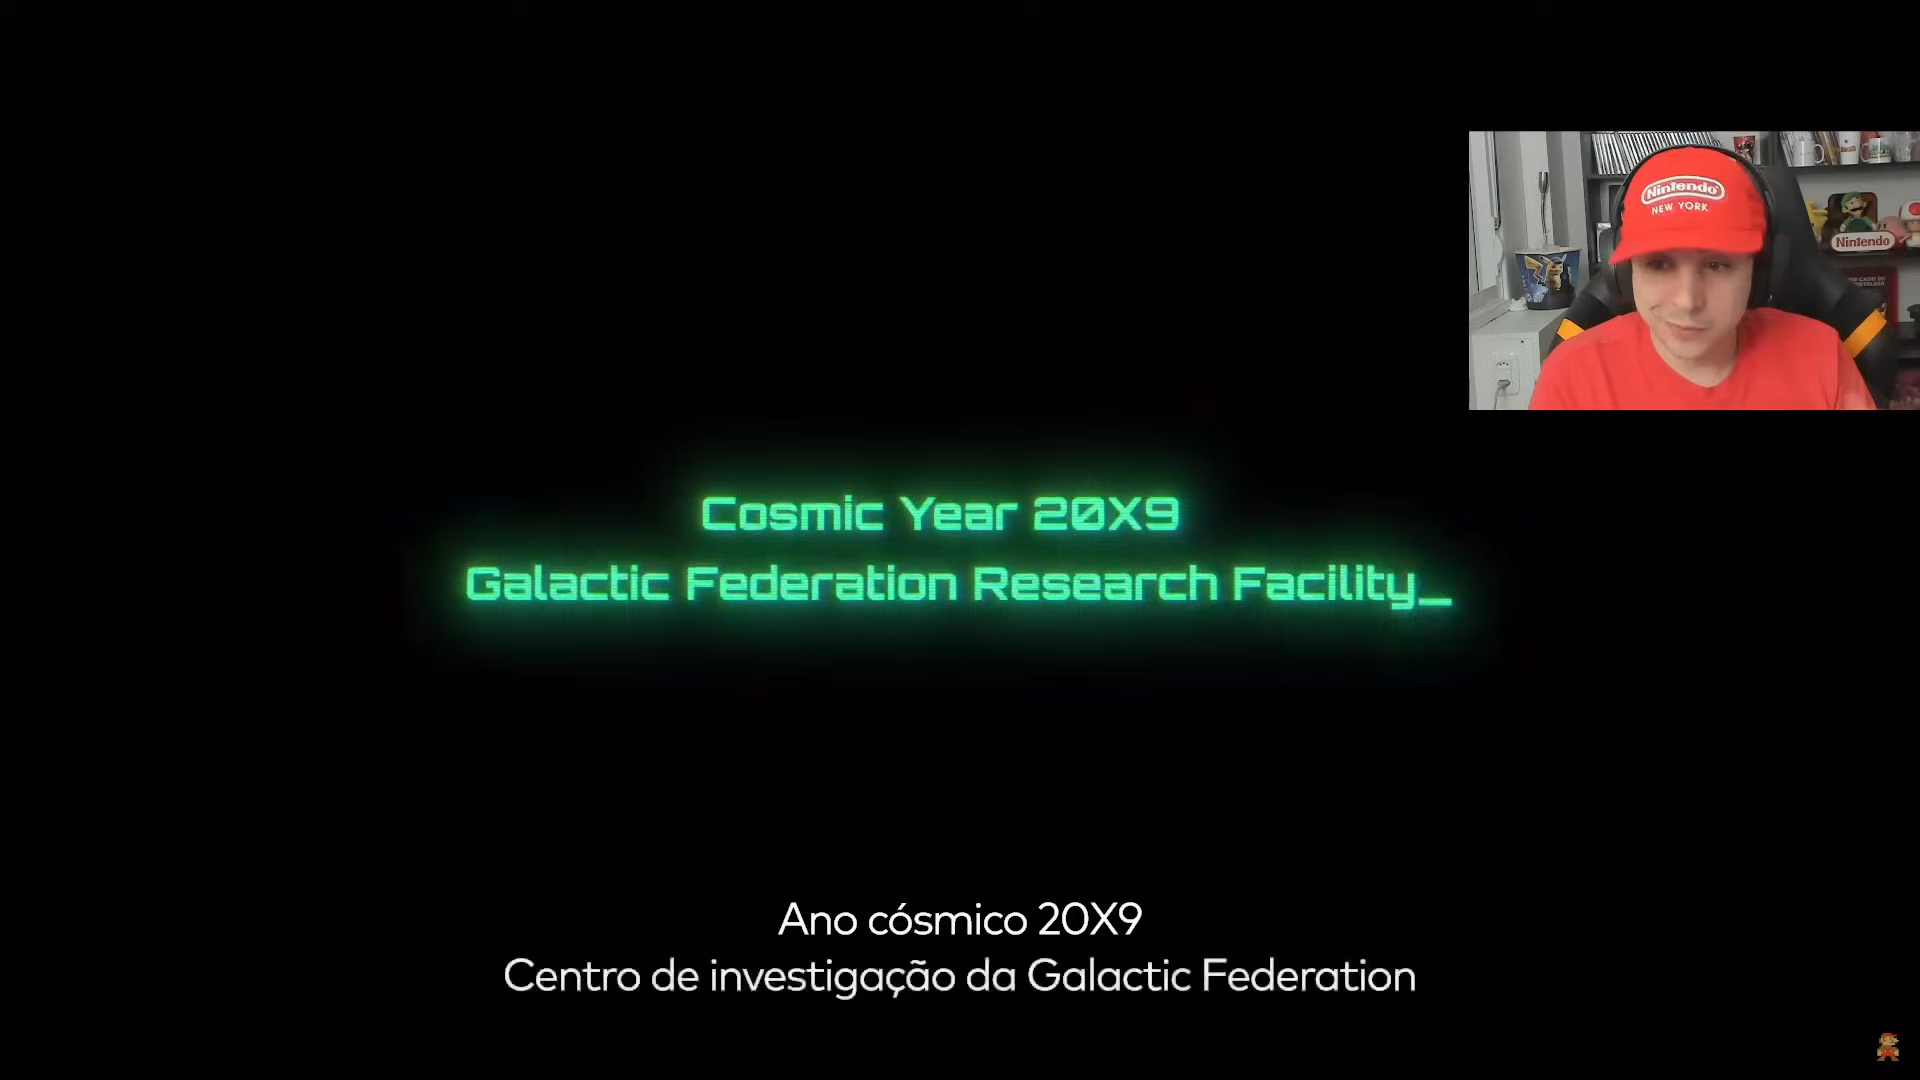 Nintendo
NEW YORK
Nintendo
Cosmic Year 20X9
Galactic Federation Research Facility_
Ano cósmico 20X9
Centro de investigação da Galactic Federation